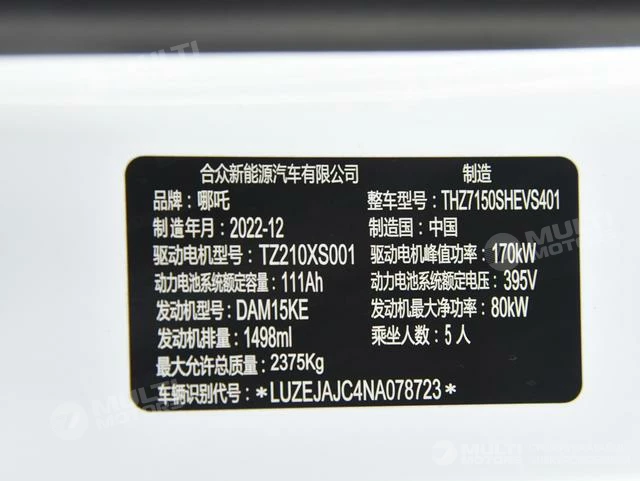 合众新能源汽车有限公司 制造
品牌：哪吒 整车型号：THZ7150SHEVS401
制造年月：2022-12 制造国：中国
驱动电机型号：TZ210XS001 驱动电机峰值功率：170kW
动力电池系统额定容量：111Ah 动力电池系统额定电压：395V
发动机型号：DAM15KE 发动机最大净功率：80kW
发动机排量：1498ml 乘坐人数：5人
最大允许总质量：2375Kg
车辆识别代号：*LUZEJAJC4NA078723*
MULTI MOTORS